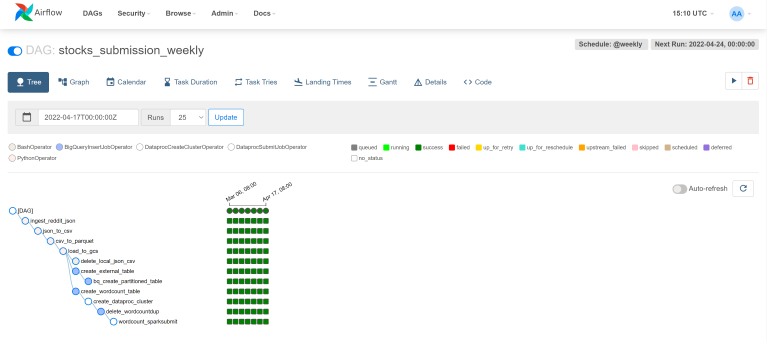 Airflow DAGs Security Browse Admin Docs 15:10 UTC AA
DAG: stocks_submission_weekly Schedule: @weekly Next Run: 2022-04-24, 00:00:00
Tree Graph Calendar Task Duration Task Tries Landing Times Gantt Details <> Code
2022-04-17T00:00:00Z Runs 25 Update
BashOperator BigQueryInsertJobOperator DataprocCreateClusterOperator DataprocSubmitJobOperator queued running success failed up_for_retry up_for_reschedule upstream_failed skipped scheduled deferred
PythonOperator no_status
Auto-refresh
Mar 06, 08:00 Apr 17, 08:00
[DAG]
ingest_reddit_json
json_to_csv
csv_to_parquet
load_to_gcs
delete_local_json_csv
create_external_table
bq_create_partitioned_table
create_wordcount_table
create_dataproc_cluster
delete_wordcountdup
wordcount_sparksubmit